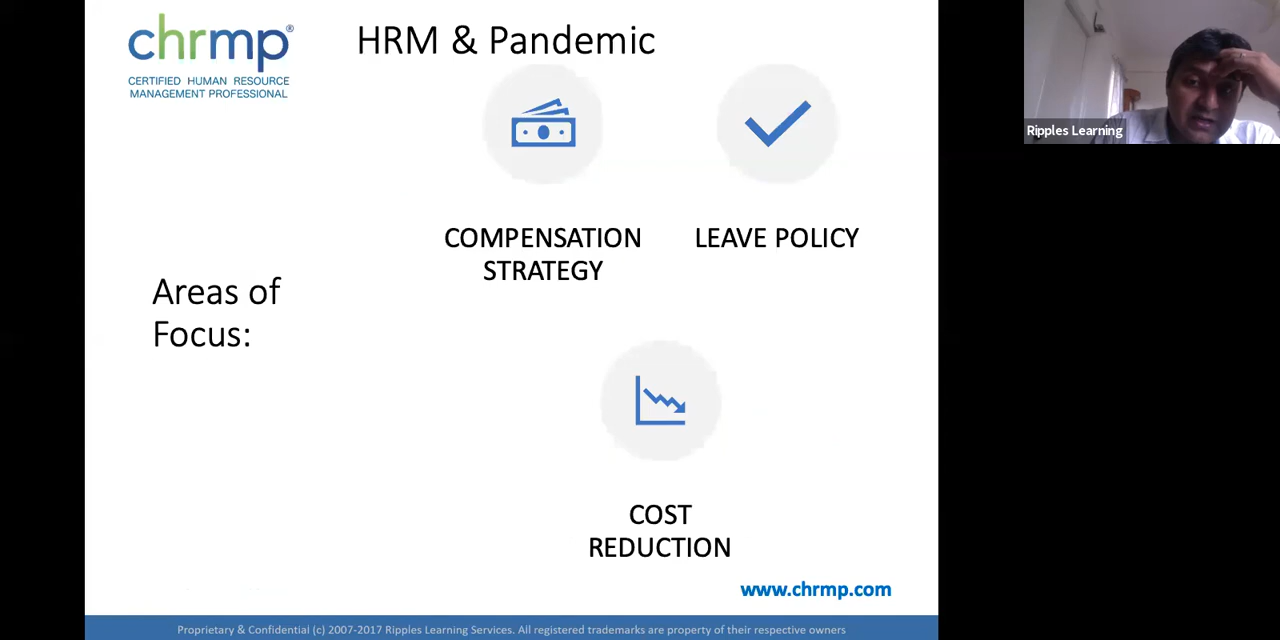 chrmp®
CERTIFIED HUMAN RESOURCE
MANAGEMENT PROFESSIONAL
HRM & Pandemic
Ripples Learning
COMPENSATION
STRATEGY
LEAVE POLICY
Areas of
Focus:
COST
REDUCTION
www.chrmp.com
Proprietary & Confidential (c) 2007-2017 Ripples Learning Services. All registered trademarks are property of their respective owners